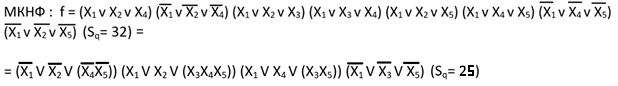 МКНФ : f = (X₁ v X₂ v X₄) (X̅₁ v X̅₂ v X̅₄) (X₁ v X₂ v X₃) (X₁ v X₃ v X₄) (X₁ v X₂ v X₅) (X₁ v X₄ v X₅) (X̅₁ v X̅₄ v X̅₅)
(X̅₁ v X̅₂ v X̅₅) (Sq= 32) =
= (X̅₁ V X̅₂ V (X̅₄X̅₅)) (X₁ V X₂ V (X₃X₄X₅)) (X₁ V X₄ V (X₃X₅)) (X̅₁ V X̅₃ V X̅₅) (Sq= 25)